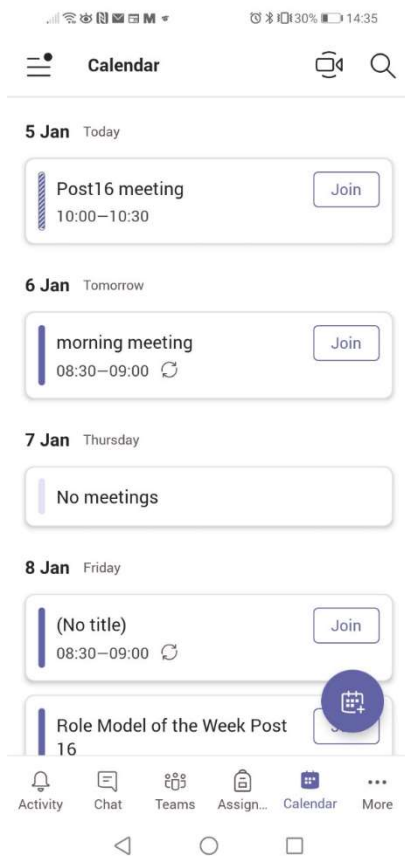 30% 14:35
Calendar
5 Jan Today
Post16 meeting
Join
10:00–10:30
6 Jan Tomorrow
morning meeting
Join
08:30–09:00
7 Jan Thursday
No meetings
8 Jan Friday
(No title)
Join
08:30–09:00
Role Model of the Week Post
16
Activity Chat Teams Assign... Calendar More